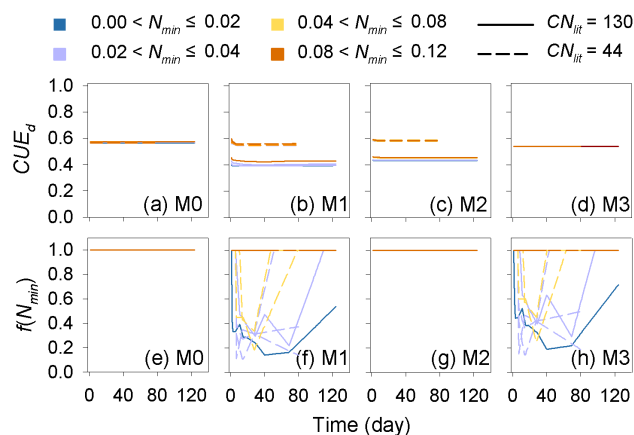 0.00 < N_min ≤ 0.02 0.04 < N_min ≤ 0.08 CN_lit = 130
0.02 < N_min ≤ 0.04 0.08 < N_min ≤ 0.12 CN_lit = 44
CUE_d
1.0
0.8
0.6
0.4
0.2
0.0
(a) M0 (b) M1 (c) M2 (d) M3
f(N_min)
1.0
0.8
0.6
0.4
0.2
0.0
(e) M0 (f) M1 (g) M2 (h) M3
0 40 80 120 0 40 80 120 0 40 80 120 0 40 80 120
Time (day)